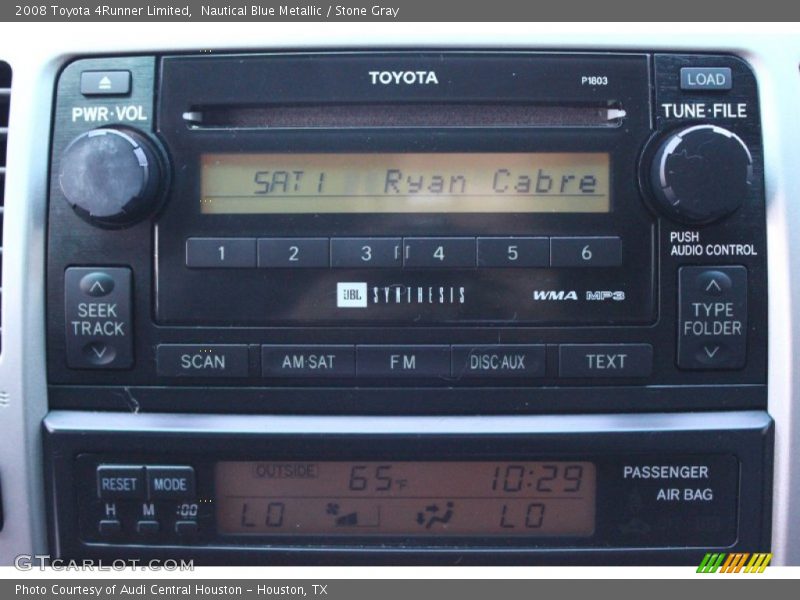 2008 Toyota 4Runner Limited,  Nautical Blue Metallic / Stone Gray
TOYOTA
P1803
LOAD
PWR·VOL
TUNE·FILE
SAT1 Ryan Cabre
PUSH
AUDIO CONTROL
1 2 3 4 5 6
JBL SYNTHESIS
WMA MP3
SEEK
TRACK
TYPE
FOLDER
SCAN AM·SAT FM DISC·AUX TEXT
OUTSIDE 65°F 10:29
RESET MODE
H M :00
LO LO
PASSENGER
AIR BAG
GTCARLOT.COM
Photo Courtesy of Audi Central Houston – Houston, TX